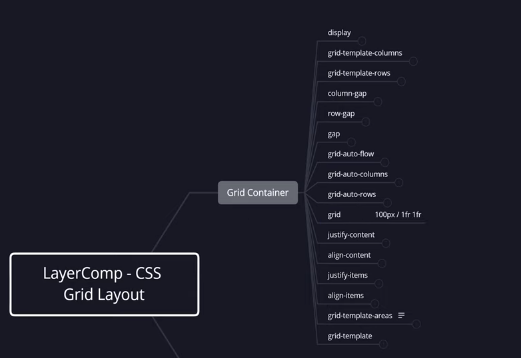 display
grid-template-columns
grid-template-rows
column-gap
row-gap
gap
grid-auto-flow
grid-auto-columns
grid-auto-rows
grid 100px / 1fr 1fr
justify-content
align-content
justify-items
align-items
grid-template-areas
grid-template
Grid Container
LayerComp - CSS
Grid Layout